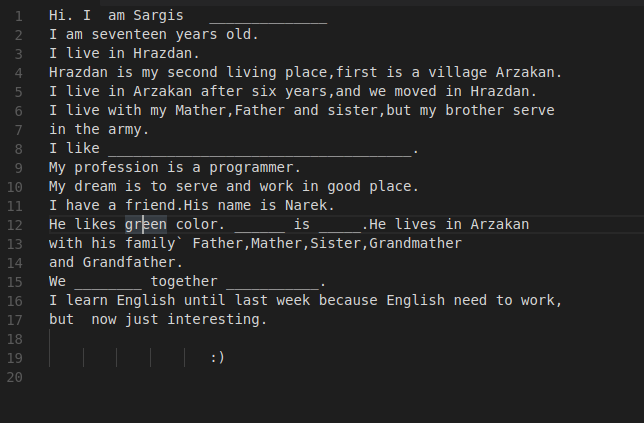 1 Hi. I  am Sargis   ______________
2 I am seventeen years old.
3 I live in Hrazdan.
4 Hrazdan is my second living place,first is a village Arzakan.
5 I live in Arzakan after six years,and we moved in Hrazdan.
6 I live with my Mather,Father and sister,but my brother serve
7 in the army.
8 I like ____________________________________.
9 My profession is a programmer.
10 My dream is to serve and work in good place.
11 I have a friend.His name is Narek.
12 He likes green color. ______ is _____.He lives in Arzakan
13 with his family` Father,Mather,Sister,Grandmather
14 and Grandfather.
15 We ________ together ___________.
16 I learn English until last week because English need to work,
17 but  now just interesting.
18
19 :)
20